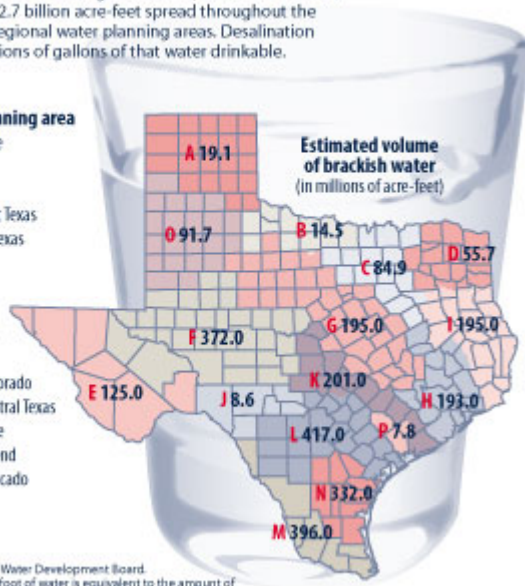 2.7 billion acre-feet spread throughout the
egional water planning areas. Desalination
ions of gallons of that water drinkable.
nning area
Estimated volume
of brackish water
(in millions of acre-feet)
A 19.1
Texas
exas
O 91.7
B 14.5
C 84.9
D 55.7
F 372.0
G 195.0
I 195.0
E 125.0
J 8.6
K 201.0
H 193.0
orado
tral Texas
e
nd
cado
L 417.0
P 7.8
N 332.0
M 396.0
Water Development Board.
foot of water is equivalent to the amount of